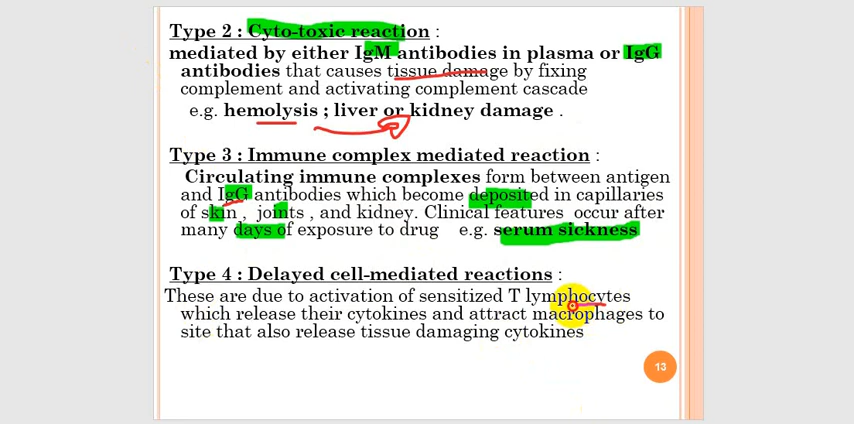 Type 2 : Cyto-toxic reaction :
mediated by either IgM antibodies in plasma or IgG
antibodies that causes tissue damage by fixing
complement and activating complement cascade
e.g. hemolysis ; liver or kidney damage .
Type 3 : Immune complex mediated reaction :
Circulating immune complexes form between antigen
and IgG antibodies which become deposited in capillaries
of skin , joints , and kidney. Clinical features occur after
many days of exposure to drug e.g. serum sickness
Type 4 : Delayed cell-mediated reactions :
These are due to activation of sensitized T lymphocytes
which release their cytokines and attract macrophages to
site that also release tissue damaging cytokines
13